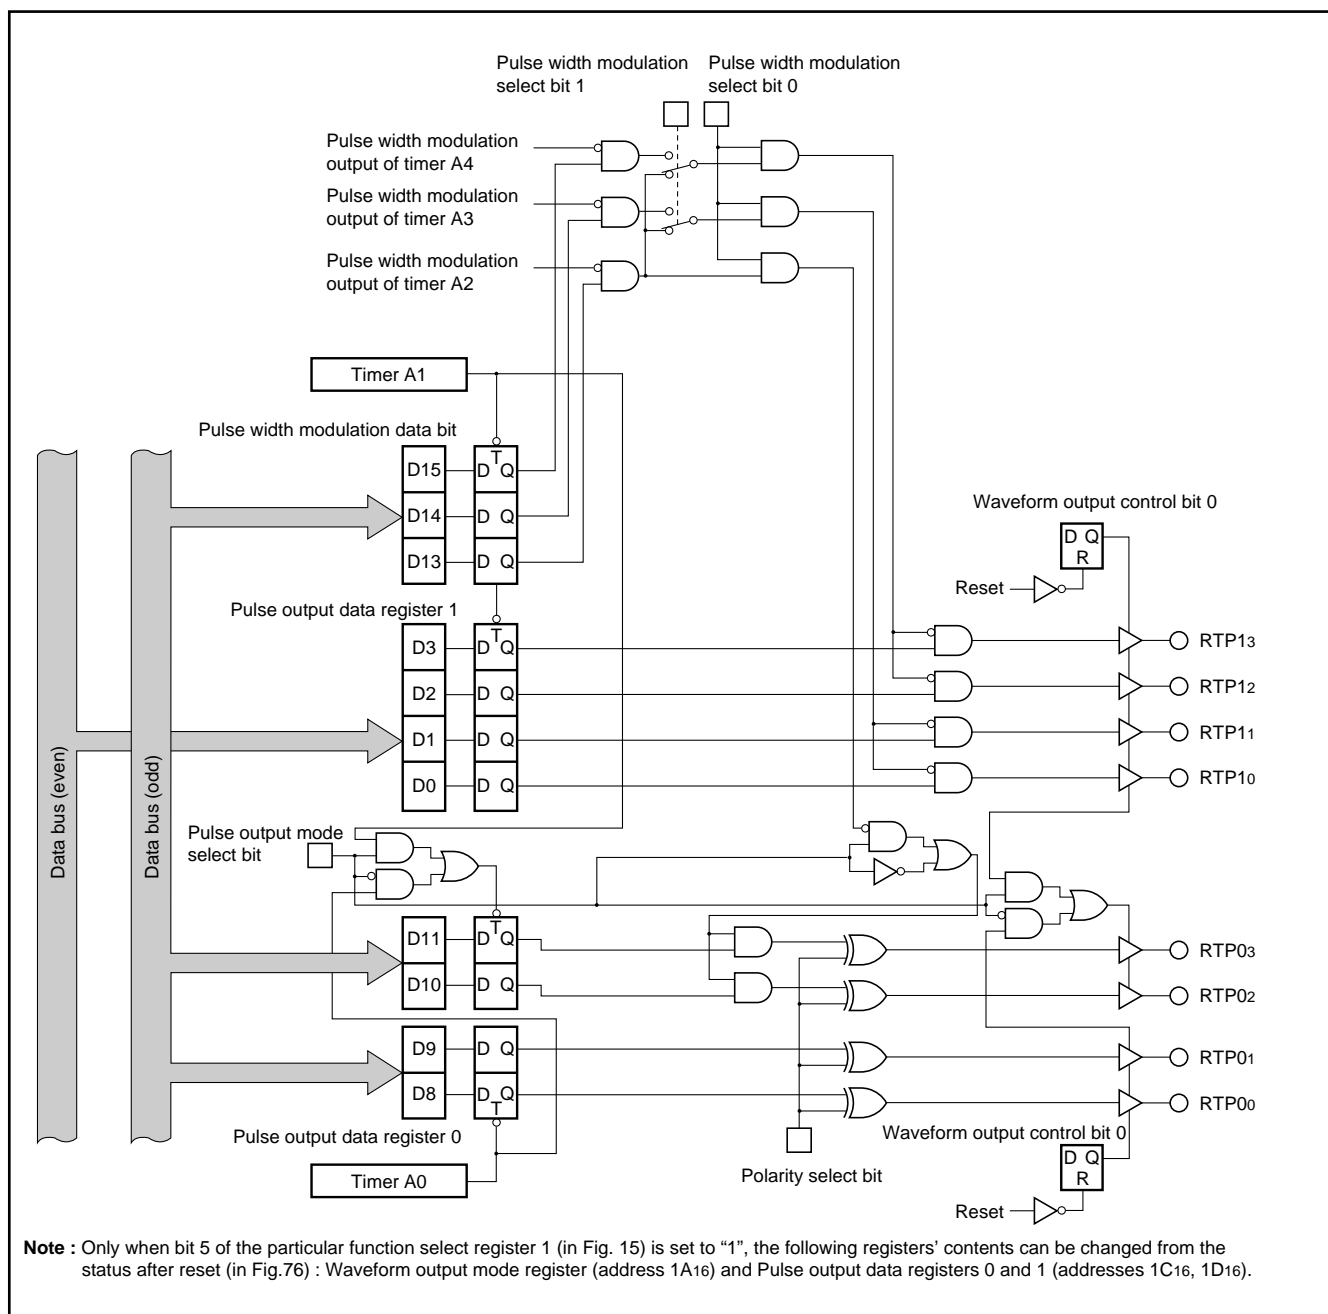 Pulse width modulation
select bit 1
Pulse width modulation
select bit 0
Pulse width modulation
output of timer A4
Pulse width modulation
output of timer A3
Pulse width modulation
output of timer A2
Timer A1
Pulse width modulation data bit
D15
D T Q
D14
D Q
D13
D Q
Waveform output control bit 0
D Q
R
Reset
Pulse output data register 1
D3
D T Q
D2
D Q
D1
D Q
D0
D Q
RTP13
RTP12
RTP11
RTP10
Data bus (even)
Data bus (odd)
Pulse output mode
select bit
D11
D T Q
D10
D Q
D9
D Q
D8
D Q
T
RTP03
RTP02
RTP01
RTP00
Pulse output data register 0
Timer A0
Polarity select bit
Waveform output control bit 0
D Q
R
Reset
Note : Only when bit 5 of the particular function select register 1 (in Fig. 15) is set to “1”, the following registers’ contents can be changed from the
status after reset (in Fig.76) : Waveform output mode register (address 1A16) and Pulse output data registers 0 and 1 (addresses 1C16, 1D16).